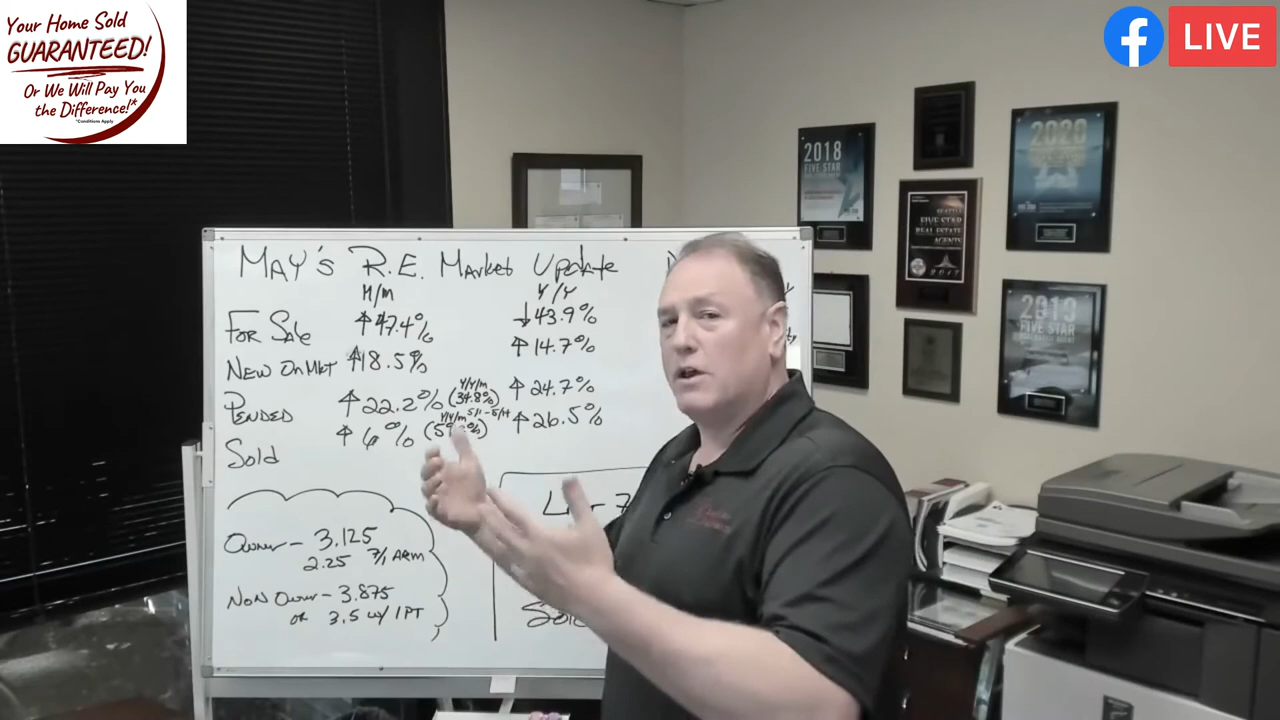 Your Home Sold
GUARANTEED!
Or We Will Pay You
the Difference!*
*Conditions Apply
LIVE
MAY'S R.E. Market Update
M/M
Y/Y
For Sale ↑47.4% ↓43.9%
New On Mkt ↑18.5% ↑14.7%
Y/Y/M
Pended ↑22.2% (34.8%) ↑24.7%
Y/Y/M 5/1-5/14
Sold ↑6% ↑26.5%
Owner - 3.125
2.25 7/1 ARM
Non Owner - 3.875
or 3.5 w/ 1 PT
2018
FIVE STAR
2020
FIVE STAR
REAL ESTATE
AGENTS
2017
2019
FIVE STAR